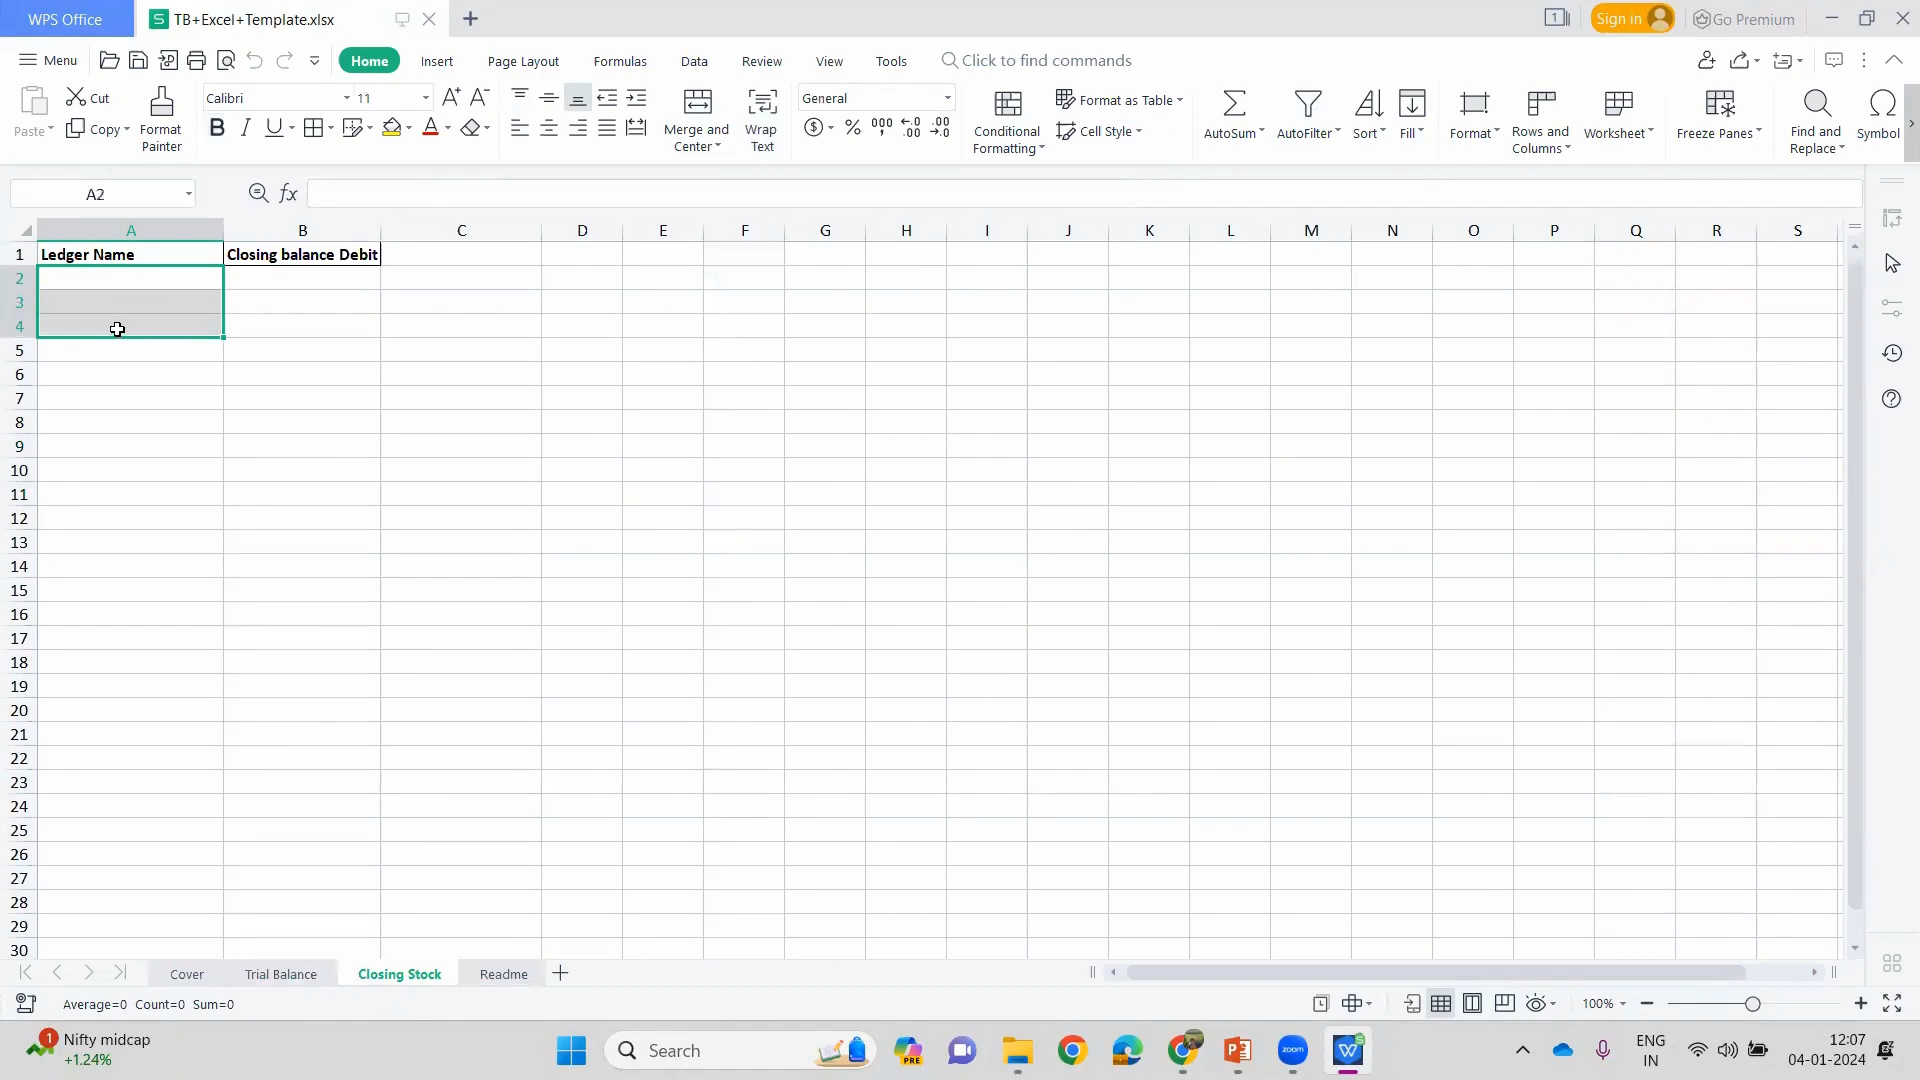 WPS Office
TB+Excel+Template.xlsx
1
Sign in
Go Premium
Menu
Home
Insert
Page Layout
Formulas
Data
Review
View
Tools
Click to find commands
Paste
Cut
Copy
Format
Painter
Calibri
11
Merge and
Center
Wrap
Text
General
Conditional
Formatting
Format as Table
Cell Style
AutoSum
AutoFilter
Sort
Fill
Format
Rows and
Columns
Worksheet
Freeze Panes
Find and
Replace
Symbol
A2
fx
A B C D E F G H I J K L M N O P Q R S
1 Ledger Name Closing balance Debit
2
3
4
5
6
7
8
9
10
11
12
13
14
15
16
17
18
19
20
21
22
23
24
25
26
27
28
29
30
Cover
Trial Balance
Closing Stock
Readme
Average=0 Count=0 Sum=0
100%
1
Nifty midcap
+1.24%
Search
PRE
zoom
ENG
IN
12:07
04-01-2024